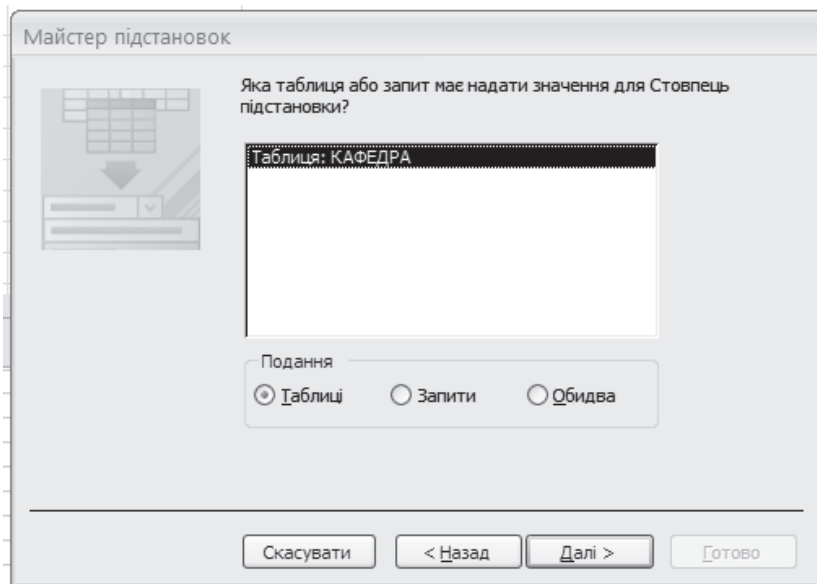 Майстер підстановок
Яка таблиця або запит має надати значення для Стовпець
підстановки?
Таблиця: КАФЕДРА
Подання
Таблиці
Запити
Обидва
Скасувати
< Назад
Далі >
Готово